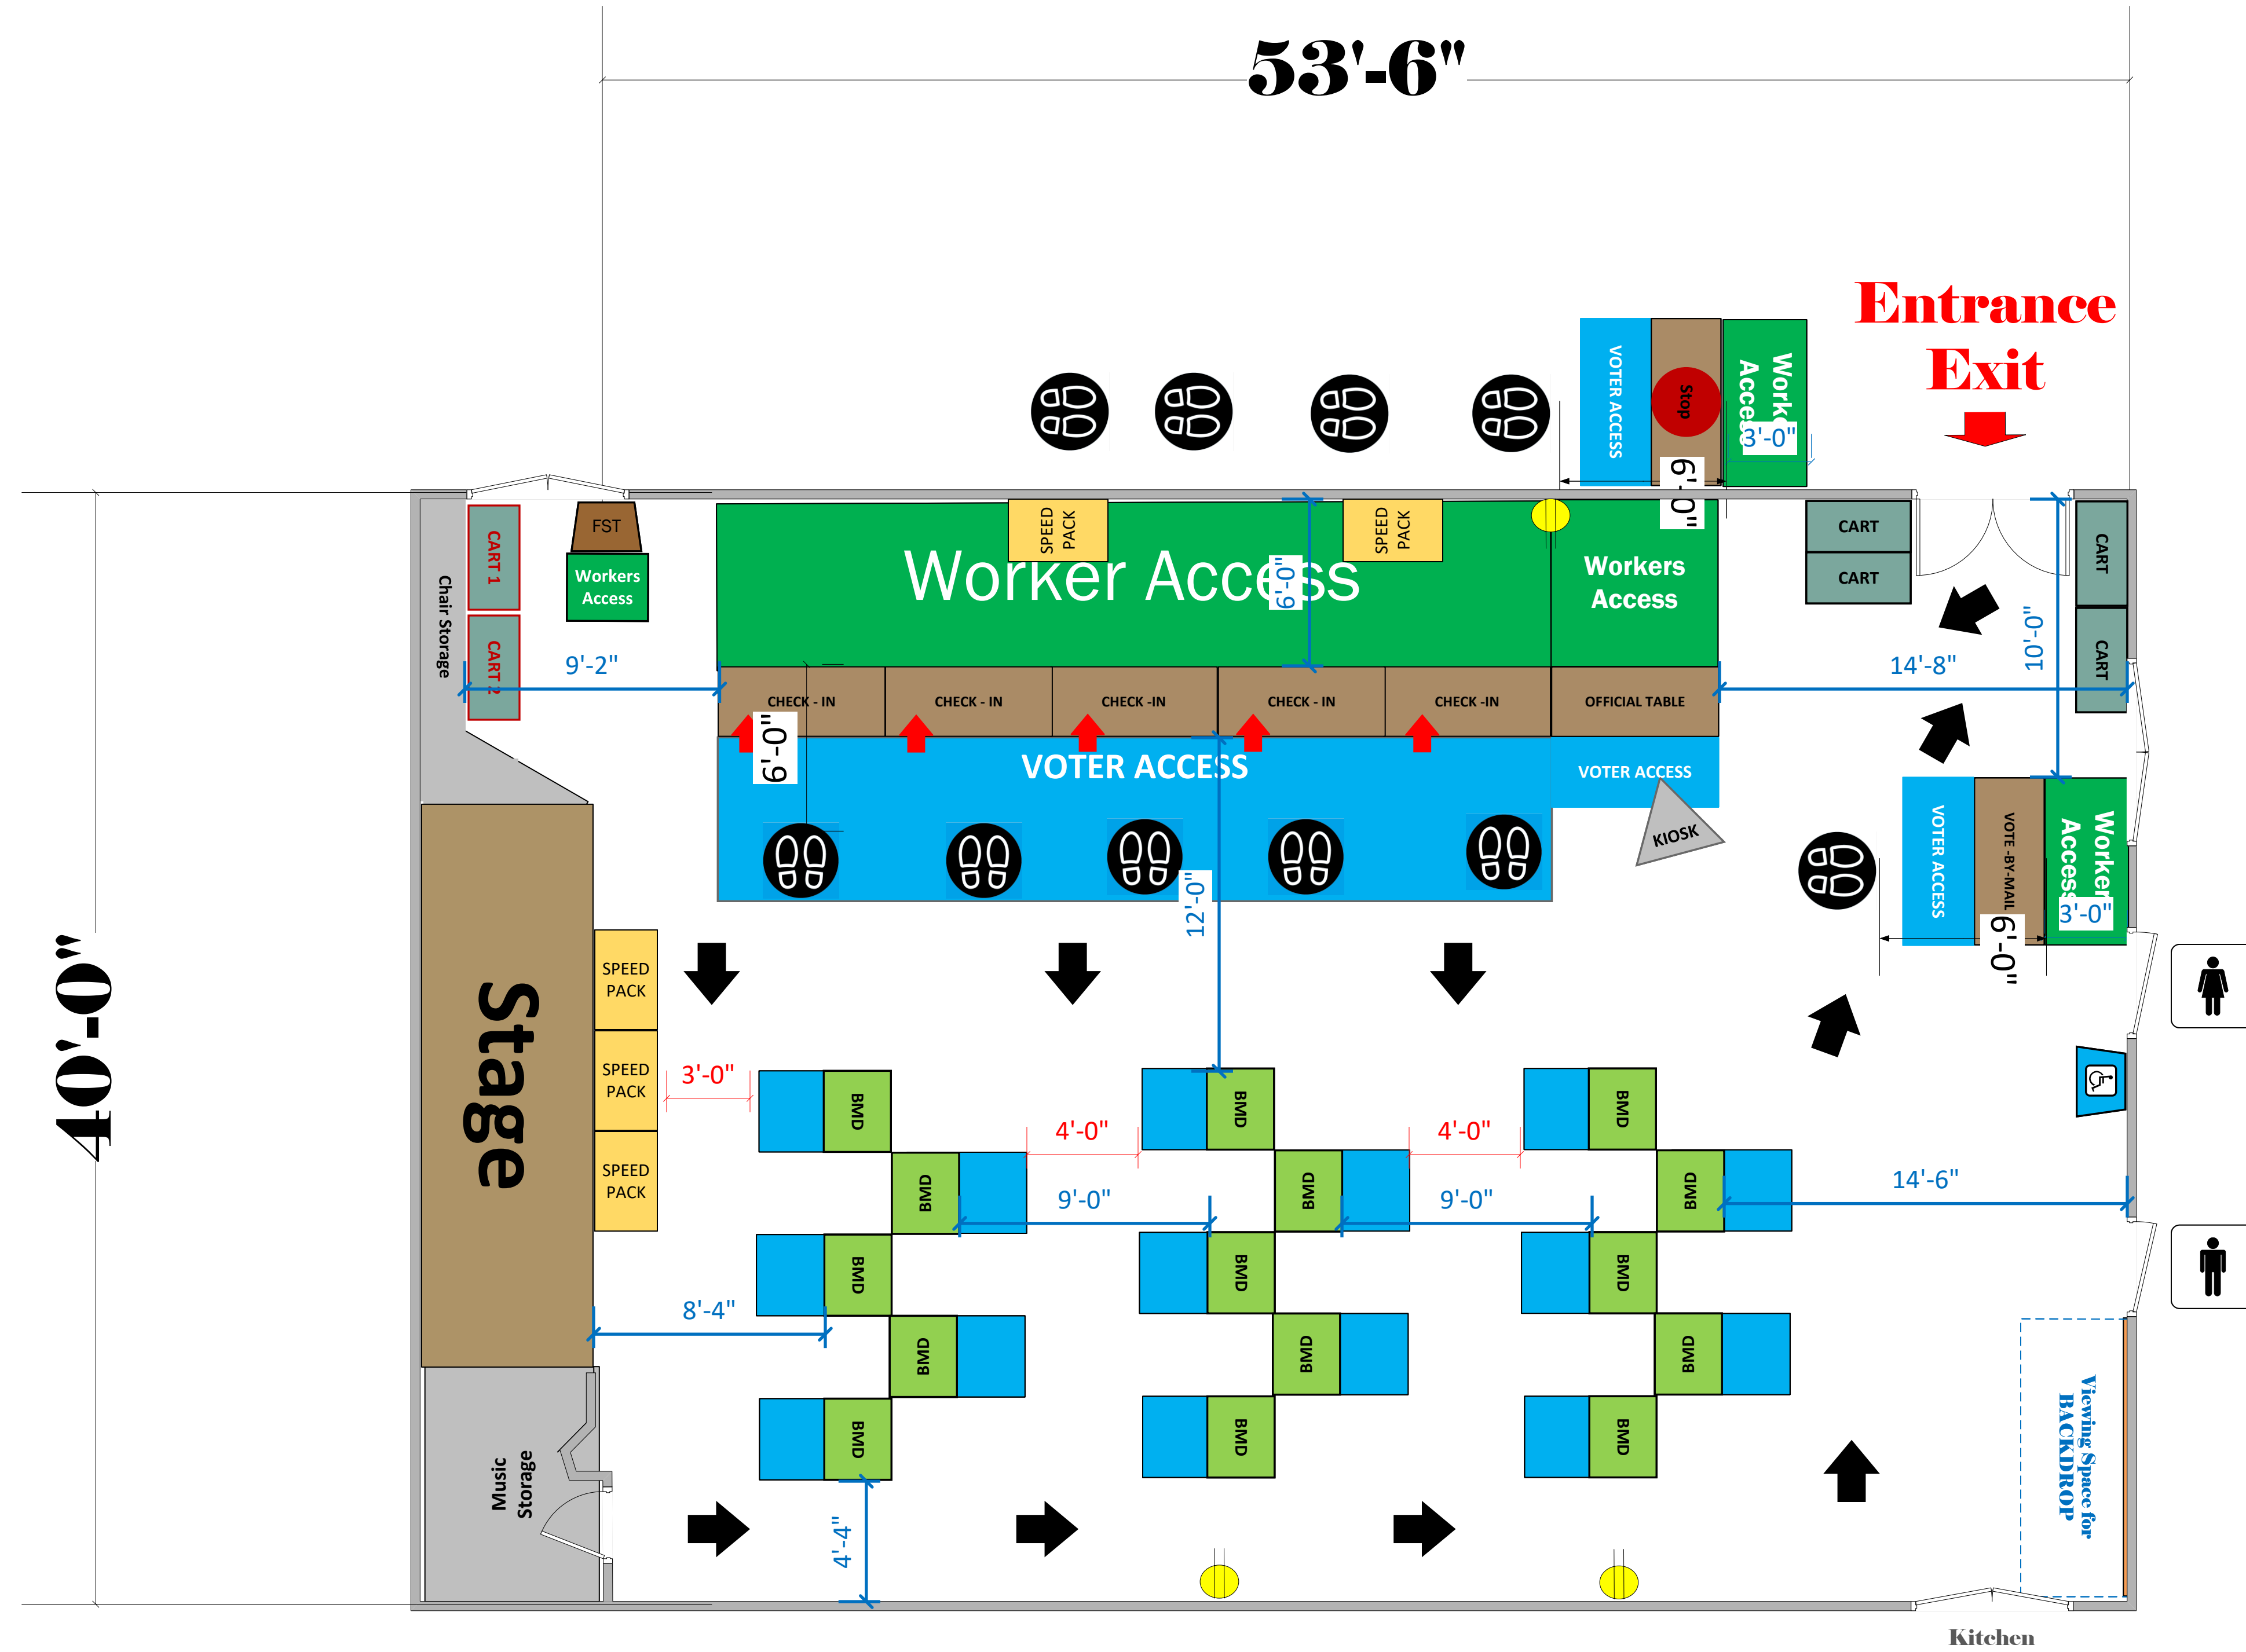 53'-6"
Entrance
Exit
VOTER ACCESS
Stop
Worker
Access
3'-0"
6'-0"
40'-0"
Chair Storage
CART 1
CART 2
FST
Workers
Access
9'-2"
SPEED
PACK
SPEED
PACK
Worker Access
6'-0"
Workers
Access
CART
CART
CART
CART
10'-0"
14'-8"
CHECK - IN
CHECK - IN
CHECK -IN
CHECK - IN
CHECK -IN
OFFICIAL TABLE
6'-0"
VOTER ACCESS
VOTER ACCESS
KIOSK
12'-0"
VOTER ACCESS
VOTE -BY-MAIL
Worker
Access
3'-0"
6'-0"
Stage
SPEED
PACK
SPEED
PACK
SPEED
PACK
3'-0"
BMD
BMD
BMD
BMD
BMD
4'-0"
9'-0"
BMD
BMD
BMD
BMD
BMD
4'-0"
9'-0"
BMD
BMD
BMD
BMD
BMD
14'-6"
8'-4"
4'-4"
Music
Storage
Viewing Space for
BACKDROP
Kitchen